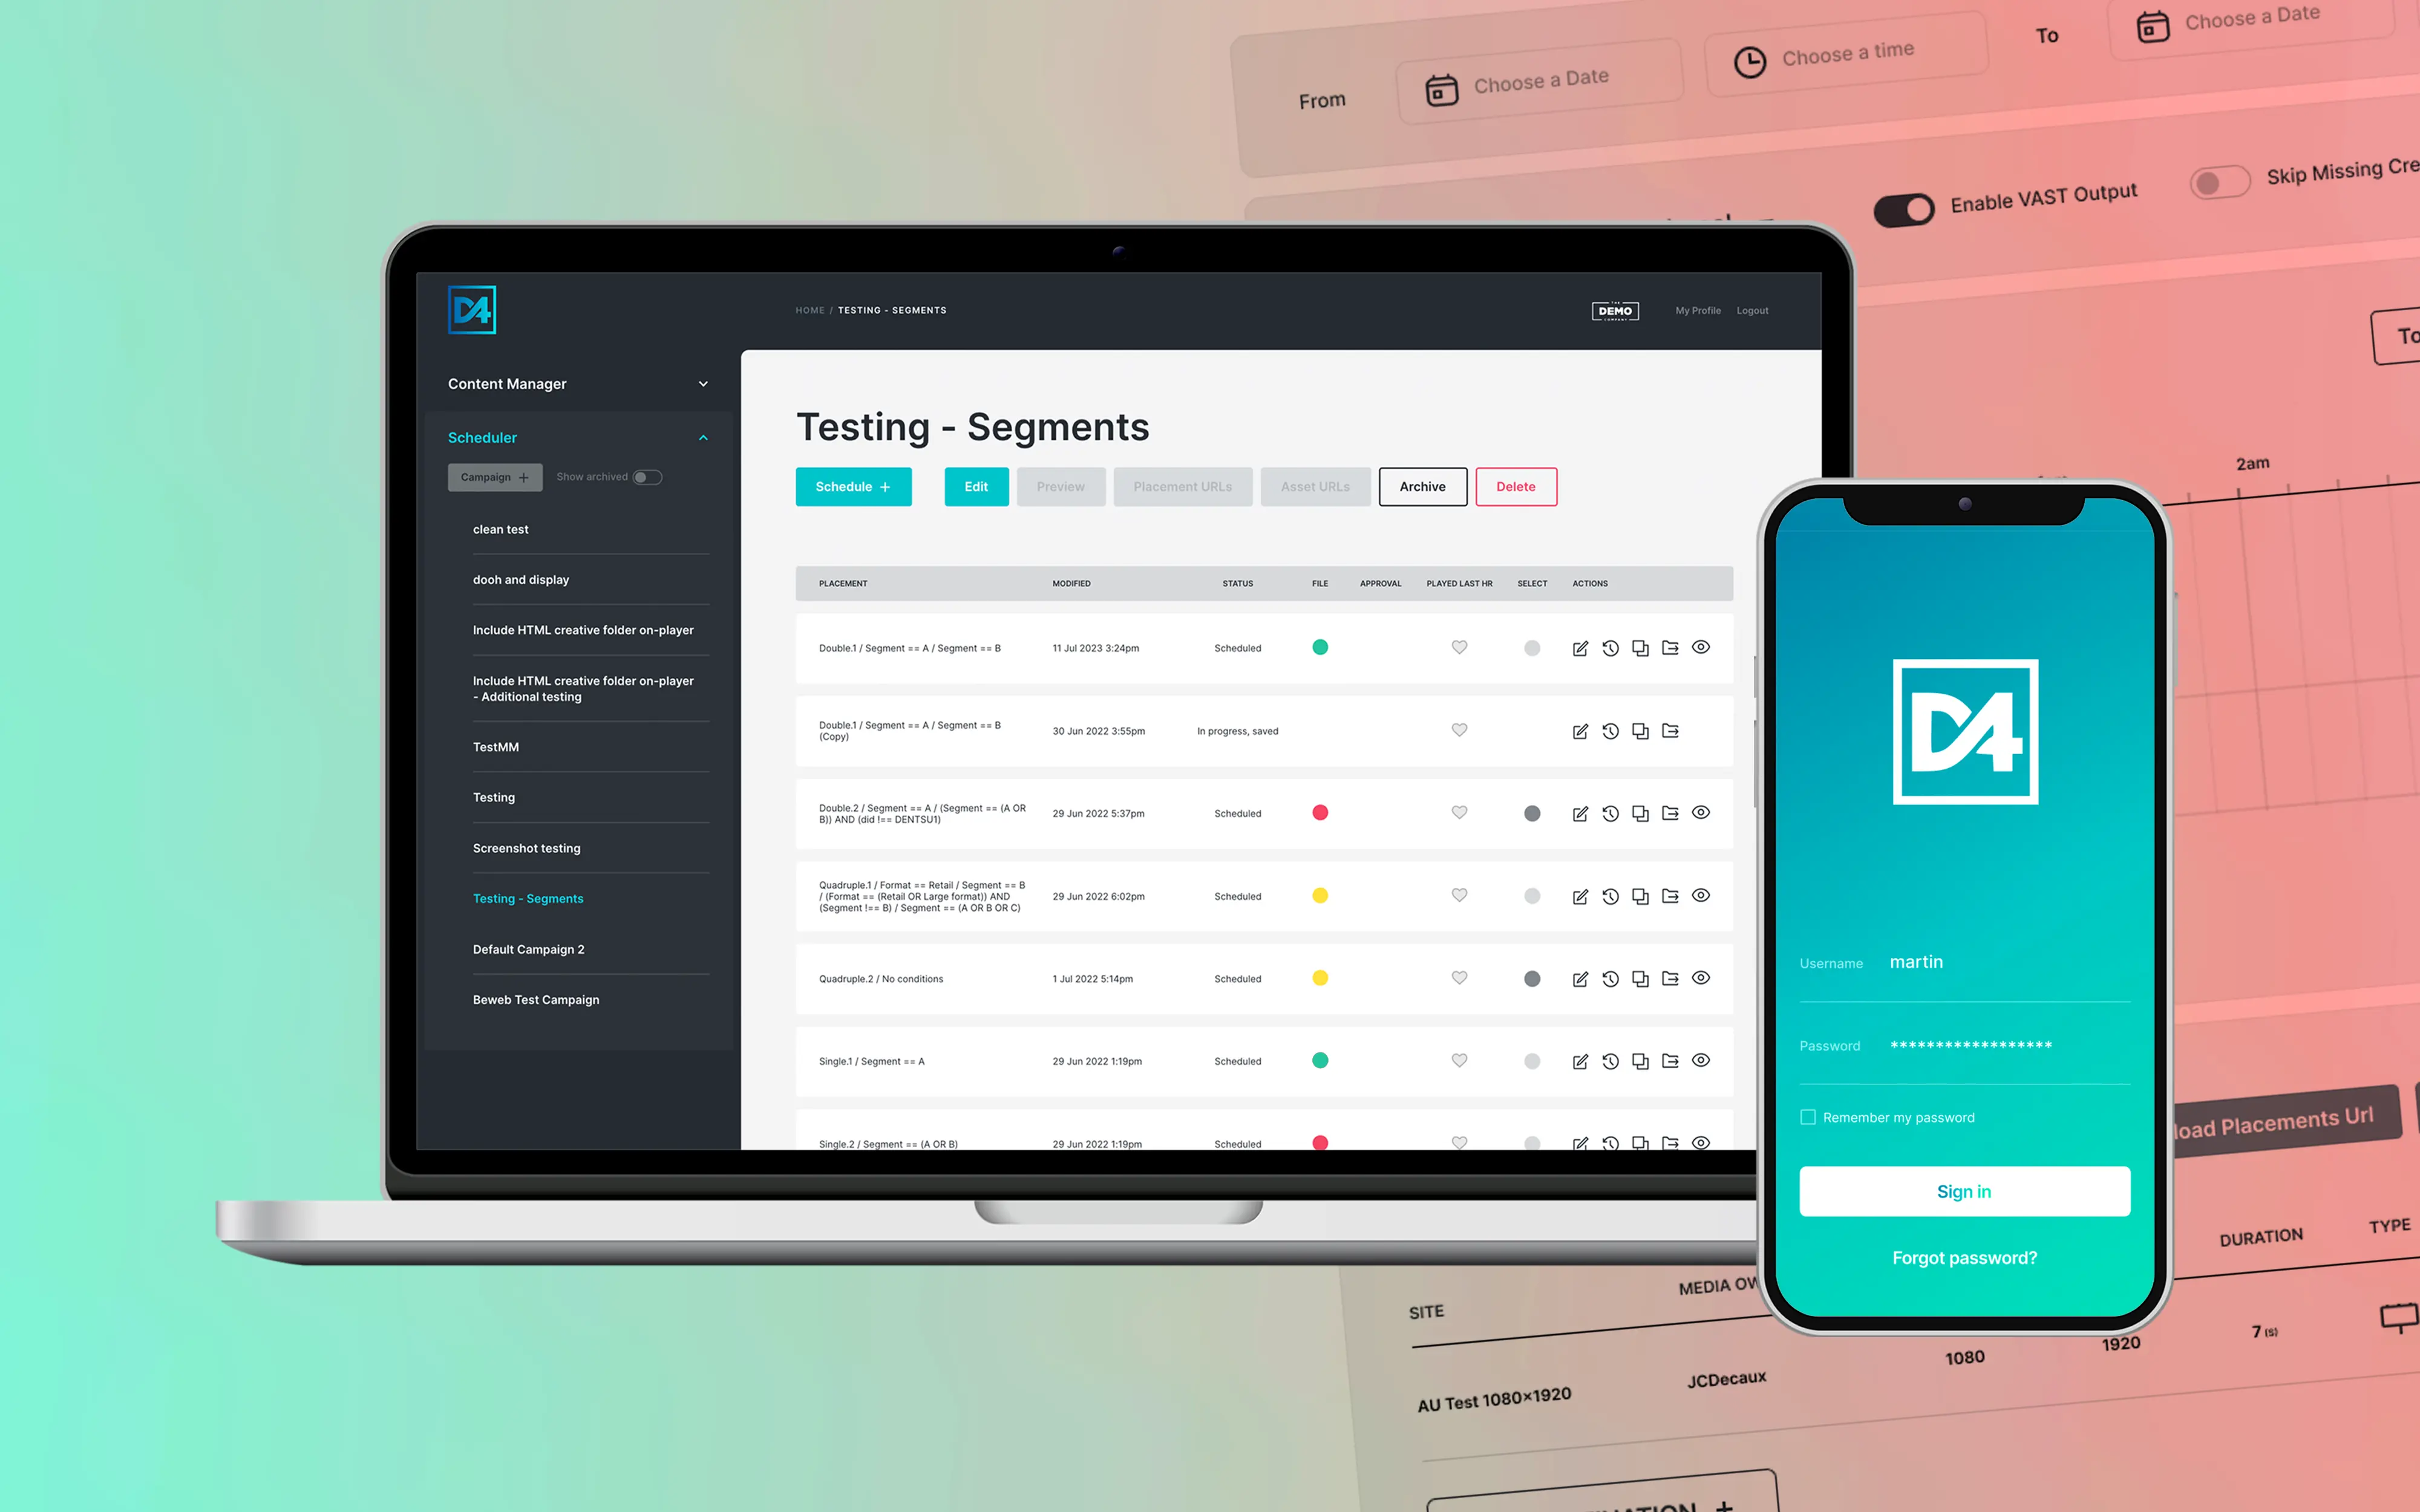 From
Choose a Date
Choose a time
To
Choose a Date
Enable VAST Output
Skip Missing
2am
D4
HOME / TESTING - SEGMENTS
THE
DEMO
COMPANY
My Profile
Logout
Content Manager
Scheduler
Campaign +
Show archived
clean test
dooh and display
Include HTML creative folder on-player
Include HTML creative folder on-player
- Additional testing
TestMM
Testing
Screenshot testing
Testing - Segments
Default Campaign 2
Beweb Test Campaign
Testing - Segments
Schedule +
Edit
Preview
Placement URLs
Asset URLs
Archive
Delete
PLACEMENT MODIFIED STATUS FILE APPROVAL PLAYED LAST HR SELECT ACTIONS
Double.1 / Segment == A / Segment == B 11 Jul 2023 3:24pm Scheduled
Double.1 / Segment == A / Segment == B
(Copy) 30 Jun 2022 3:55pm In progress, saved
Double.2 / Segment == A / (Segment == (A OR
B)) AND (did !== DENTSU1) 29 Jun 2022 5:37pm Scheduled
Quadruple.1 / Format == Retail / Segment == B
/ (Format == (Retail OR Large format)) AND
(Segment !== B) / Segment == (A OR B OR C) 29 Jun 2022 6:02pm Scheduled
Quadruple.2 / No conditions 1 Jul 2022 5:14pm Scheduled
Single.1 / Segment == A 29 Jun 2022 1:19pm Scheduled
Single.2 / Segment == (A OR B) 29 Jun 2022 1:19pm Scheduled
D4
Username martin
Password ******************
Remember my password
Sign in
Forgot password?
Placements Url
SITE MEDIA DURATION TYPE
AU Test 1080×1920 JCDecaux 1080 1920 7 (s)